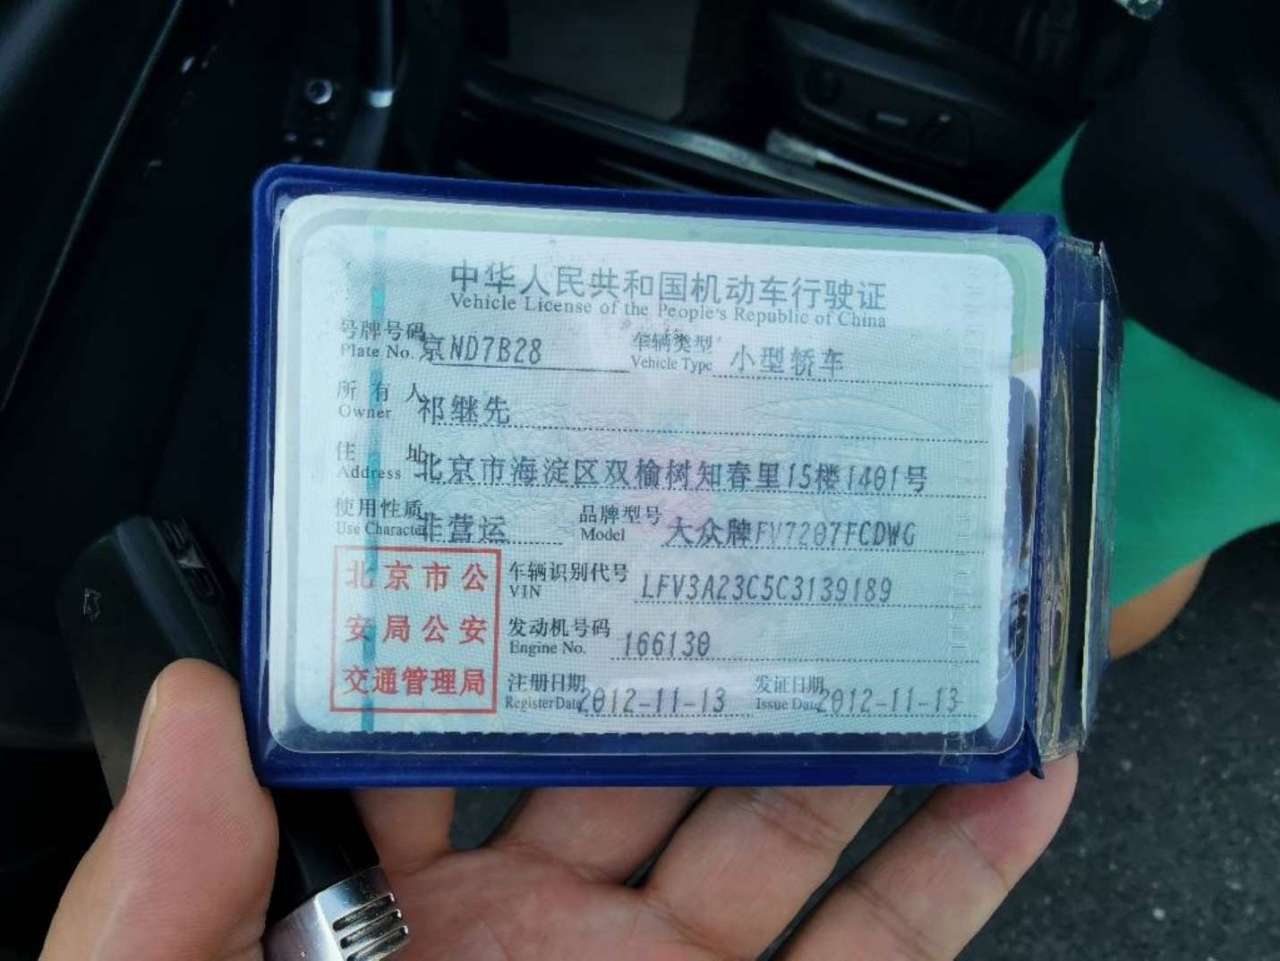 中华人民共和国机动车行驶证
Vehicle License of the People's Republic of China
号牌号码 京ND7B28 车辆类型 小型轿车
Plate No. Vehicle Type
所有人 祁继先
Owner
住址 北京市海淀区双榆树知春里15楼1401号
Address
使用性质 非营运 品牌型号 大众牌FV7207FCDWG
Use Character Model
北京市公
安局公安
交通管理局
车辆识别代号 LFV3A23C5C3139189
VIN
发动机号码 166130
Engine No.
注册日期 2012-11-13 发证日期 2012-11-13
Register Date Issue Date